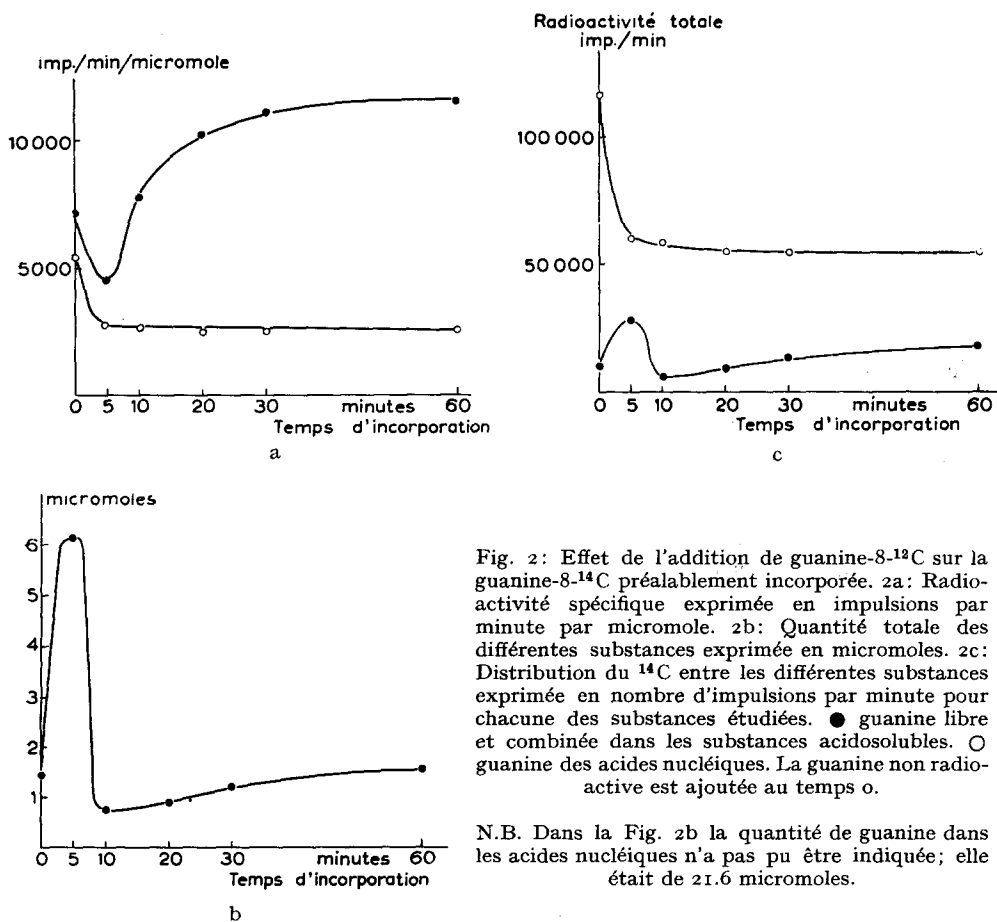 imp./min/micromole
10 000
5000
0 5 10 20 30 minutes 60
Temps d'incorporation
a
Radioactivité totale
imp./min
100 000
50 000
0 5 10 20 30 minutes 60
Temps d'incorporation
c
micromoles
6
5
4
3
2
1
0 5 10 20 30 minutes 60
Temps d'incorporation
b
Fig. 2: Effet de l'addition de guanine-8-¹²C sur la
guanine-8-¹⁴C préalablement incorporée. 2a: Radio-
activité spécifique exprimée en impulsions par
minute par micromole. 2b: Quantité totale des
différentes substances exprimée en micromoles. 2c:
Distribution du ¹⁴C entre les différentes substances
exprimée en nombre d'impulsions par minute pour
chacune des substances étudiées. ● guanine libre
et combinée dans les substances acidosolubles. ○
guanine des acides nucléiques. La guanine non radio-
active est ajoutée au temps 0.
N.B. Dans la Fig. 2b la quantité de guanine dans
les acides nucléiques n'a pas pu être indiquée; elle
était de 21.6 micromoles.